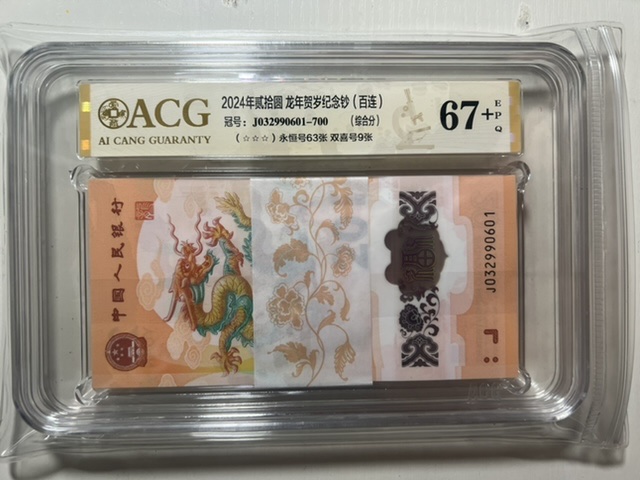 ACG
AI CANG GUARANTY
2024年贰拾圆 龙年贺岁纪念钞（百连）
冠号：J032990601-700 （综合分）
（☆☆☆）永恒号63张 双喜号9张
67+
EPQ
中國人民銀行
J032990601